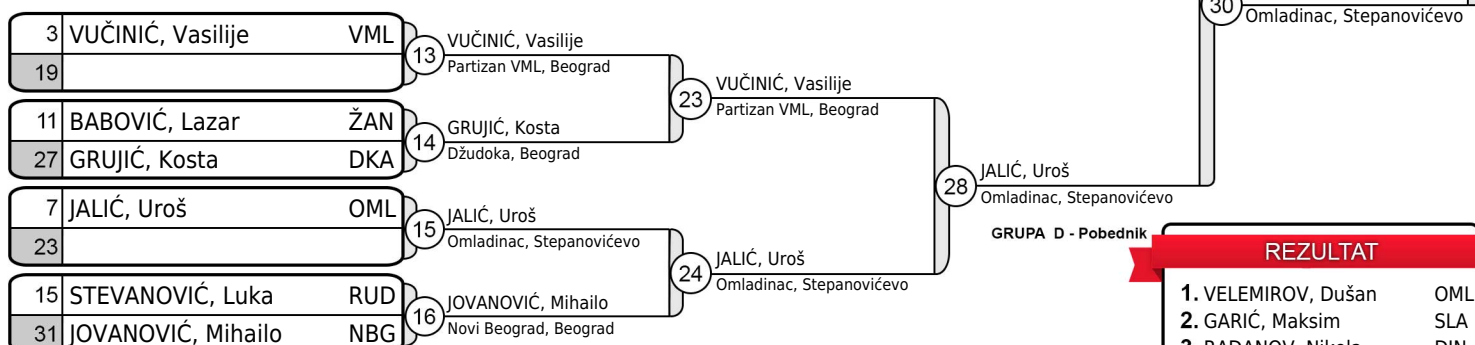 30
Omladinac, Stepanovićevo
3 VUČINIĆ, Vasilije VML
19
13
VUČINIĆ, Vasilije
Partizan VML, Beograd
11 BABOVIĆ, Lazar ŽAN
27 GRUJIĆ, Kosta DKA
14
GRUJIĆ, Kosta
Džudoka, Beograd
23
VUČINIĆ, Vasilije
Partizan VML, Beograd
7 JALIĆ, Uroš OML
23
15
JALIĆ, Uroš
Omladinac, Stepanovićevo
15 STEVANOVIĆ, Luka RUD
31 JOVANOVIĆ, Mihailo NBG
16
JOVANOVIĆ, Mihailo
Novi Beograd, Beograd
24
JALIĆ, Uroš
Omladinac, Stepanovićevo
28
JALIĆ, Uroš
Omladinac, Stepanovićevo
GRUPA D - Pobednik
REZULTAT
1. VELEMIROV, Dušan OML
2. GARIĆ, Maksim SLA